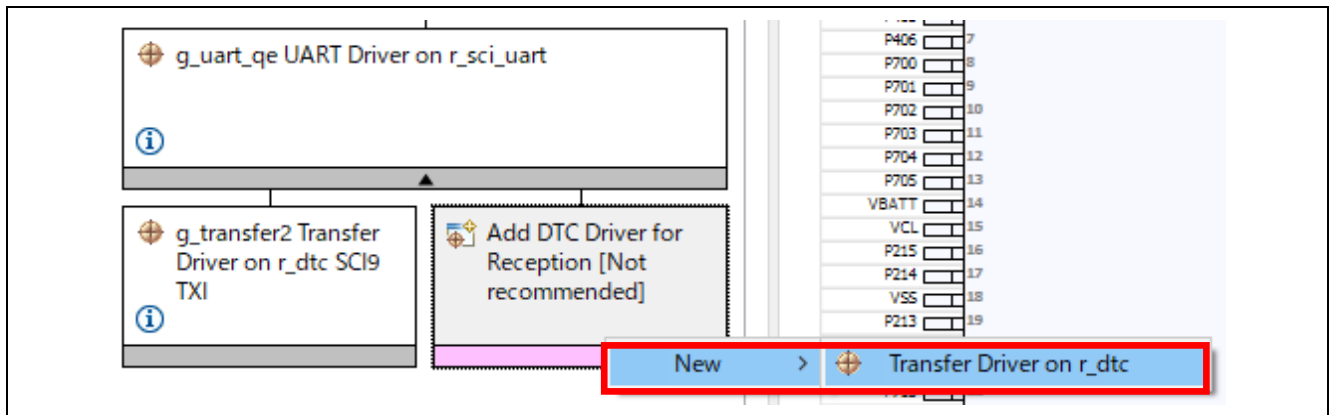 g_uart_qe UART Driver on r_sci_uart
g_transfer2 Transfer
Driver on r_dtc SCI9
TXI
Add DTC Driver for
Reception [Not
recommended]
New > Transfer Driver on r_dtc
P406 7
P700 8
P701 9
P702 10
P703 11
P704 12
P705 13
VBATT 14
VCL 15
P215 16
P214 17
VSS 18
P213 19